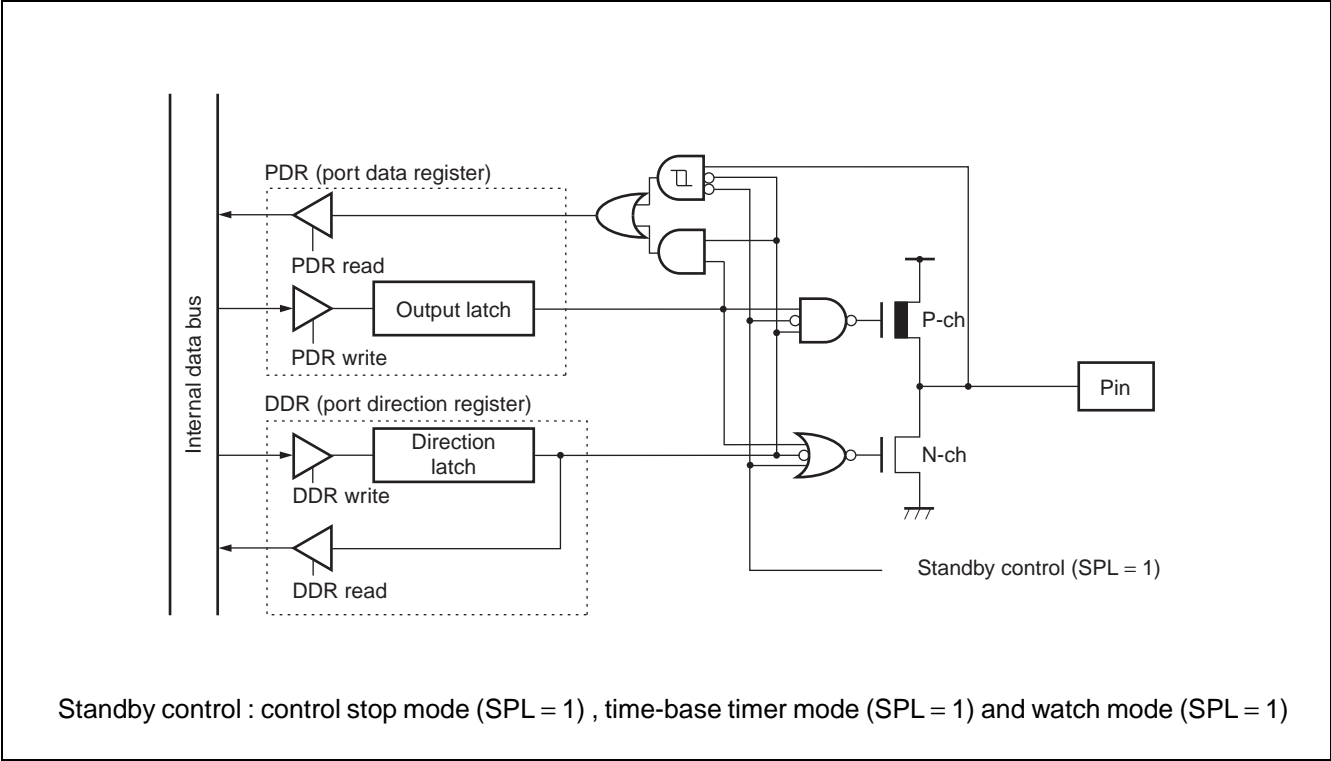 PDR (port data register)
PDR read
Output latch
PDR write
Internal data bus
P-ch
Pin
DDR (port direction register)
Direction
latch
DDR write
N-ch
DDR read
Standby control (SPL = 1)
Standby control : control stop mode (SPL = 1) , time-base timer mode (SPL = 1) and watch mode (SPL = 1)